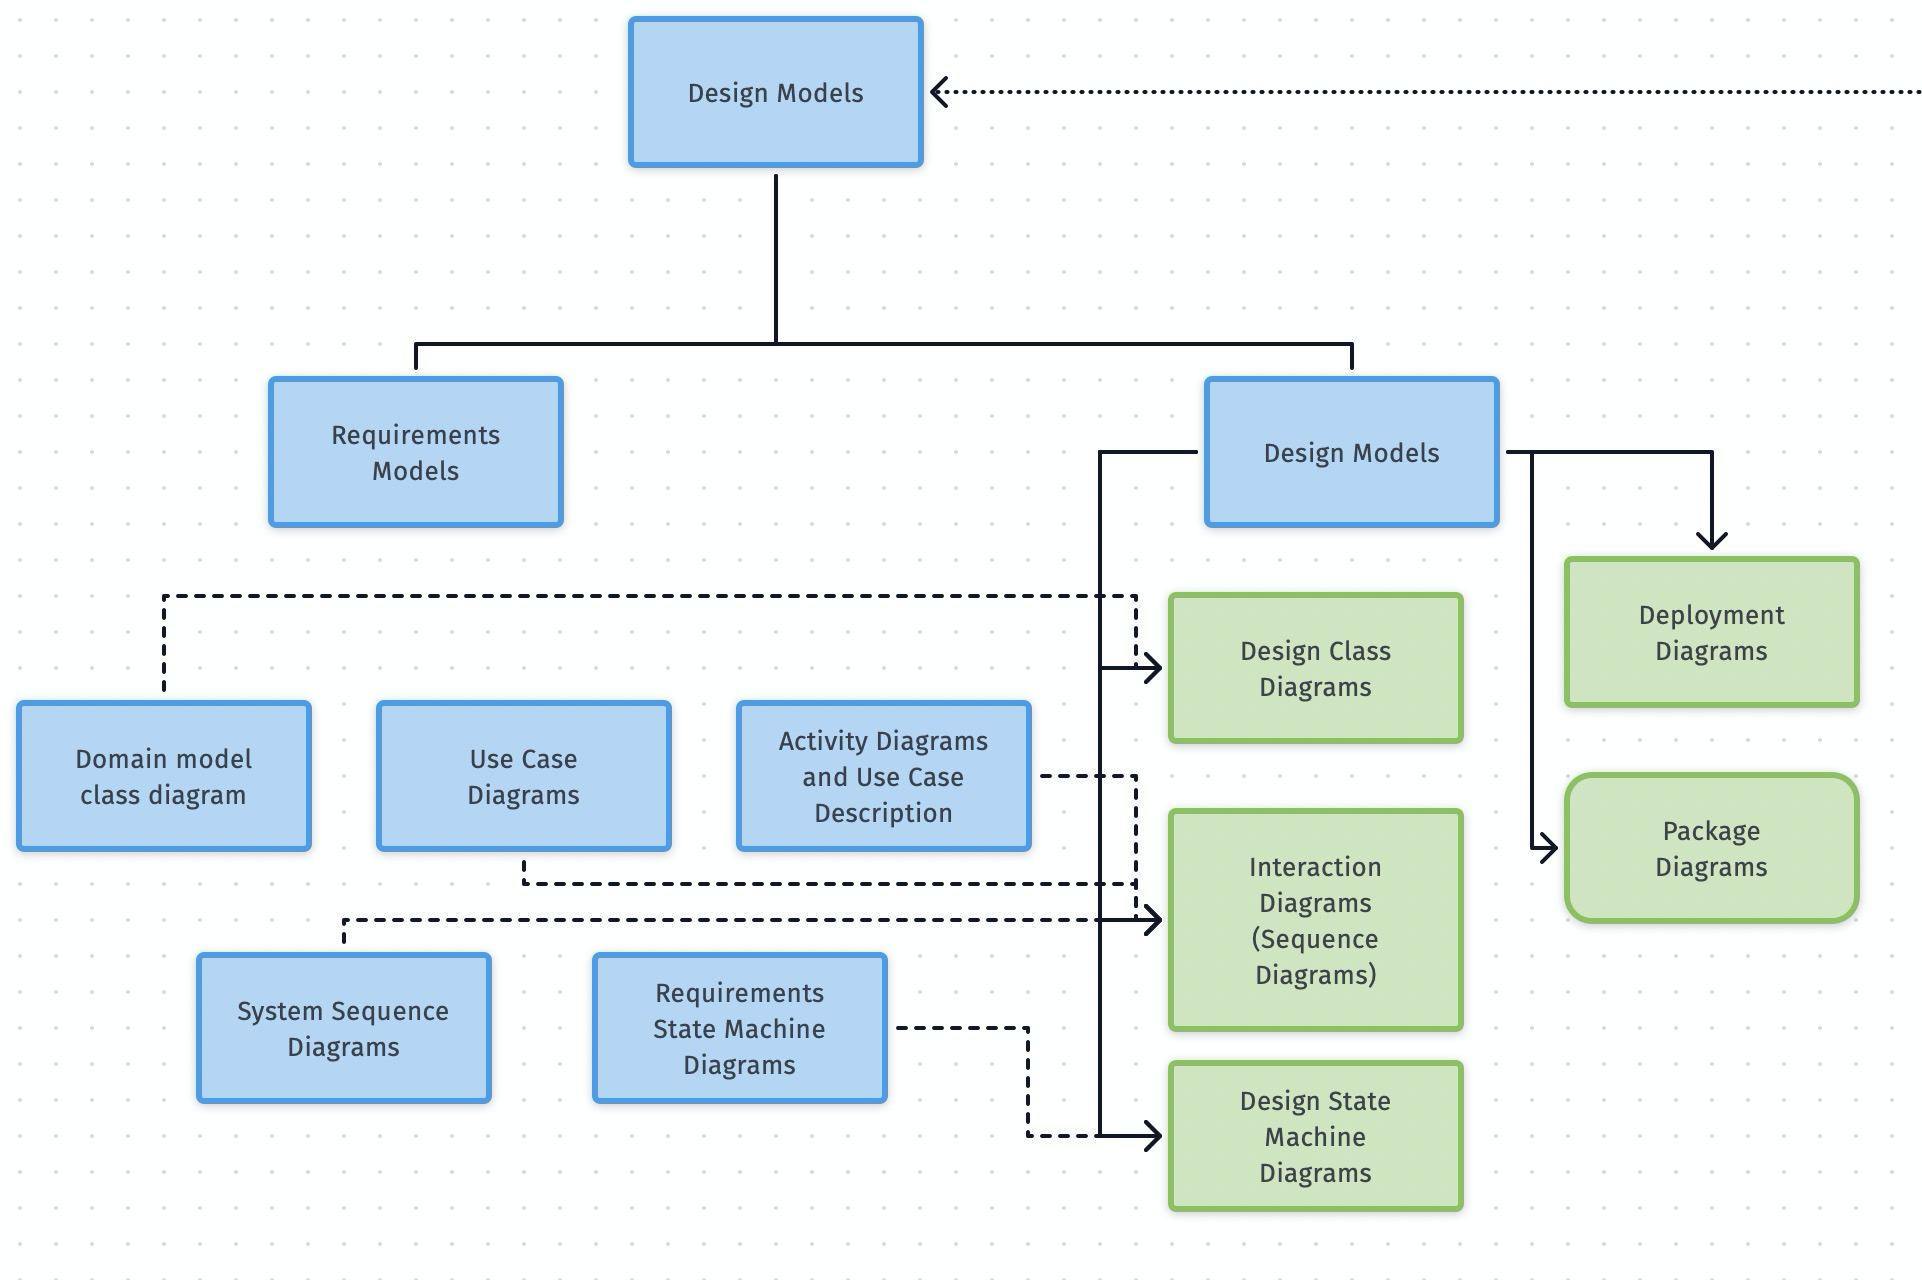 Design Models
Requirements
Models
Design Models
Deployment
Diagrams
Design Class
Diagrams
Domain model
class diagram
Use Case
Diagrams
Activity Diagrams
and Use Case
Description
Package
Diagrams
Interaction
Diagrams
(Sequence
Diagrams)
System Sequence
Diagrams
Requirements
State Machine
Diagrams
Design State
Machine
Diagrams